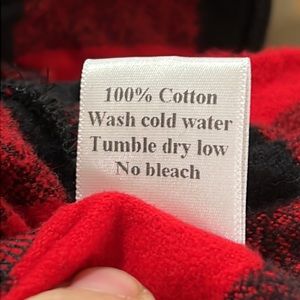 100% Cotton
Wash cold water
Tumble dry low
No bleach